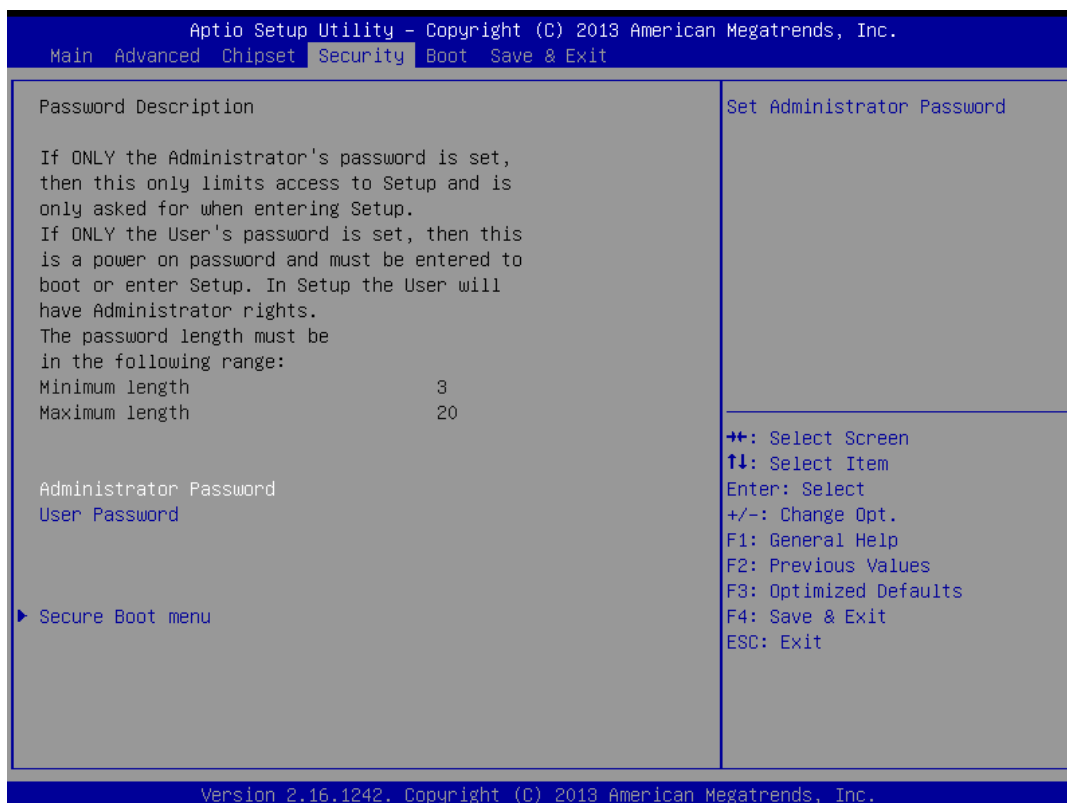 Aptio Setup Utility – Copyright (C) 2013 American Megatrends, Inc.
Main Advanced Chipset Security Boot Save & Exit
Password Description
If ONLY the Administrator's password is set,
then this only limits access to Setup and is
only asked for when entering Setup.
If ONLY the User's password is set, then this
is a power on password and must be entered to
boot or enter Setup. In Setup the User will
have Administrator rights.
The password length must be
in the following range:
Minimum length 3
Maximum length 20
Administrator Password
User Password
Secure Boot menu
Set Administrator Password
→←: Select Screen
↑↓: Select Item
Enter: Select
+/-: Change Opt.
F1: General Help
F2: Previous Values
F3: Optimized Defaults
F4: Save & Exit
ESC: Exit
Version 2.16.1242. Copyright (C) 2013 American Megatrends, Inc.